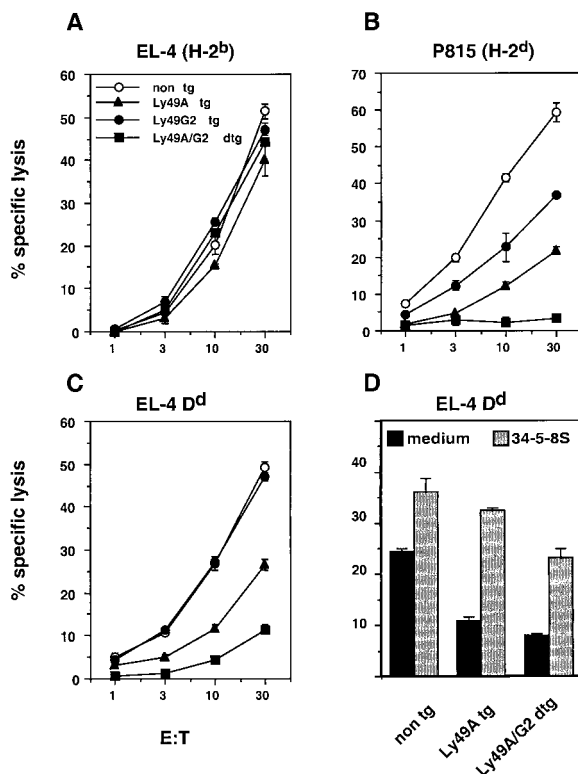 A
EL-4 (H-2b)
% specific lysis
60
50
40
30
20
10
0
non tg
Ly49A tg
Ly49G2 tg
Ly49A/G2 dtg
1
3
10
30
B
P815 (H-2d)
70
60
50
40
30
20
10
0
1
3
10
30
C
EL-4 Dd
% specific lysis
60
50
40
30
20
10
0
1
3
10
30
E:T
D
EL-4 Dd
medium
34-5-8S
40
30
20
10
non tg
Ly49A tg
Ly49A/G2 dtg